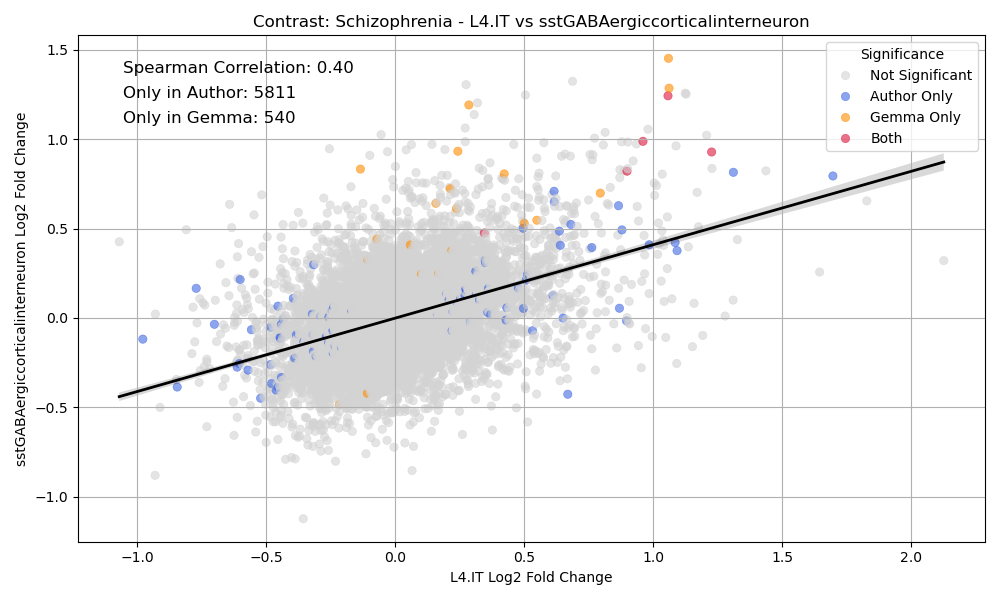 Contrast: Schizophrenia - L4.IT vs sstGABAergiccorticalinterneuron
Spearman Correlation: 0.40
Only in Author: 5811
Only in Gemma: 540
Significance
Not Significant
Author Only
Gemma Only
Both
sstGABAergiccorticalinterneuron Log2 Fold Change
1.5
1.0
0.5
0.0
−0.5
−1.0
−1.0
−0.5
0.0
0.5
1.0
1.5
2.0
L4.IT Log2 Fold Change